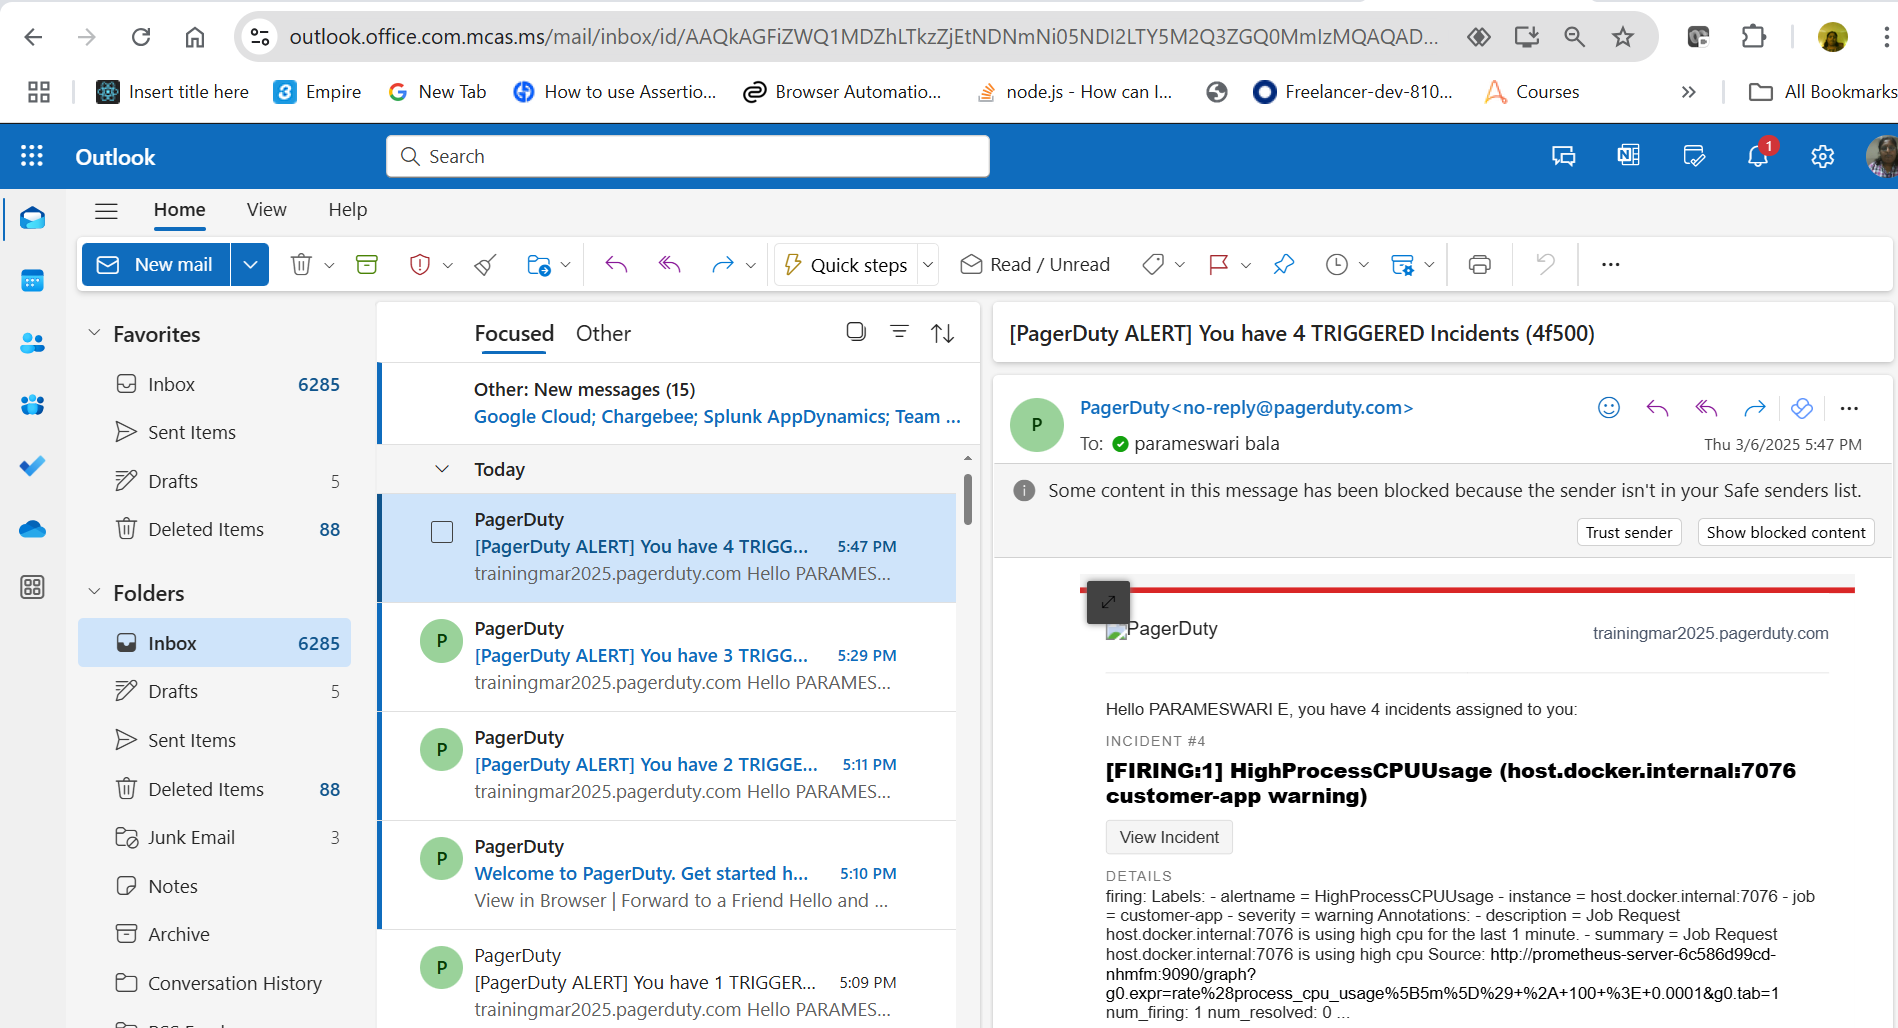 outlook.office.com.mcas.ms/mail/inbox/id/AAQkAGFiZWQ1MDZhLTkzZjEtNDNmNi05NDI2LTY5M2Q3ZGQ0MmIzMQAQAD...
Insert title here
Empire
New Tab
How to use Assertio...
Browser Automatio...
node.js - How can I...
Freelancer-dev-810...
Courses
»
All Bookmarks
Outlook
Search
1
Home
View
Help
New mail
Quick steps
Read / Unread
Favorites
Inbox 6285
Sent Items
Drafts 5
Deleted Items 88
Folders
Inbox 6285
Drafts 5
Sent Items
Deleted Items 88
Junk Email 3
Notes
Archive
Conversation History
Focused Other
Other: New messages (15)
Google Cloud; Chargebee; Splunk AppDynamics; Team ...
Today
PagerDuty
[PagerDuty ALERT] You have 4 TRIGG... 5:47 PM
trainingmar2025.pagerduty.com Hello PARAMES...
P
PagerDuty
[PagerDuty ALERT] You have 3 TRIGG... 5:29 PM
trainingmar2025.pagerduty.com Hello PARAMES...
P
PagerDuty
[PagerDuty ALERT] You have 2 TRIGGE... 5:11 PM
trainingmar2025.pagerduty.com Hello PARAMES...
P
PagerDuty
Welcome to PagerDuty. Get started h... 5:10 PM
View in Browser | Forward to a Friend Hello and ...
P
PagerDuty
[PagerDuty ALERT] You have 1 TRIGGER... 5:09 PM
trainingmar2025.pagerduty.com Hello PARAMES...
[PagerDuty ALERT] You have 4 TRIGGERED Incidents (4f500)
P
PagerDuty<no-reply@pagerduty.com>
To: parameswari bala
Thu 3/6/2025 5:47 PM
Some content in this message has been blocked because the sender isn't in your Safe senders list.
Trust sender
Show blocked content
PagerDuty
trainingmar2025.pagerduty.com
Hello PARAMESWARI E, you have 4 incidents assigned to you:
INCIDENT #4
[FIRING:1] HighProcessCPUUsage (host.docker.internal:7076
customer-app warning)
View Incident
DETAILS
firing: Labels: - alertname = HighProcessCPUUsage - instance = host.docker.internal:7076 - job
= customer-app - severity = warning Annotations: - description = Job Request
host.docker.internal:7076 is using high cpu for the last 1 minute. - summary = Job Request
host.docker.internal:7076 is using high cpu Source: http://prometheus-server-6c586d99cd-
nhmfm:9090/graph?
g0.expr=rate%28process_cpu_usage%5B5m%5D%29+%2A+100+%3E+0.0001&g0.tab=1
num_firing: 1 num_resolved: 0 ...